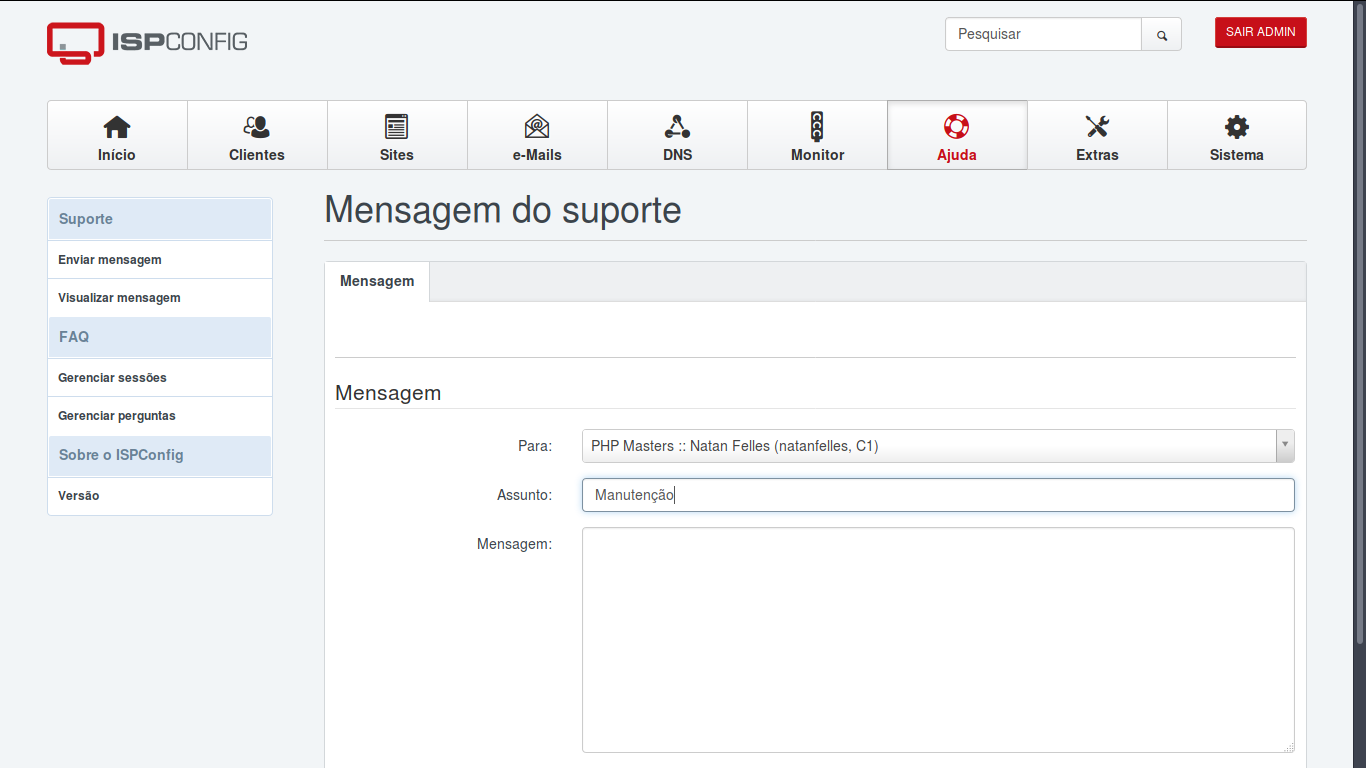 ISPCONFIG
Pesquisar
SAIR ADMIN
Início
Clientes
Sites
e-Mails
DNS
Monitor
Ajuda
Extras
Sistema
Suporte
Enviar mensagem
Visualizar mensagem
FAQ
Gerenciar sessões
Gerenciar perguntas
Sobre o ISPConfig
Versão
Mensagem do suporte
Mensagem
Mensagem
Para: PHP Masters :: Natan Felles (natanfelles, C1)
Assunto: Manutenção
Mensagem: